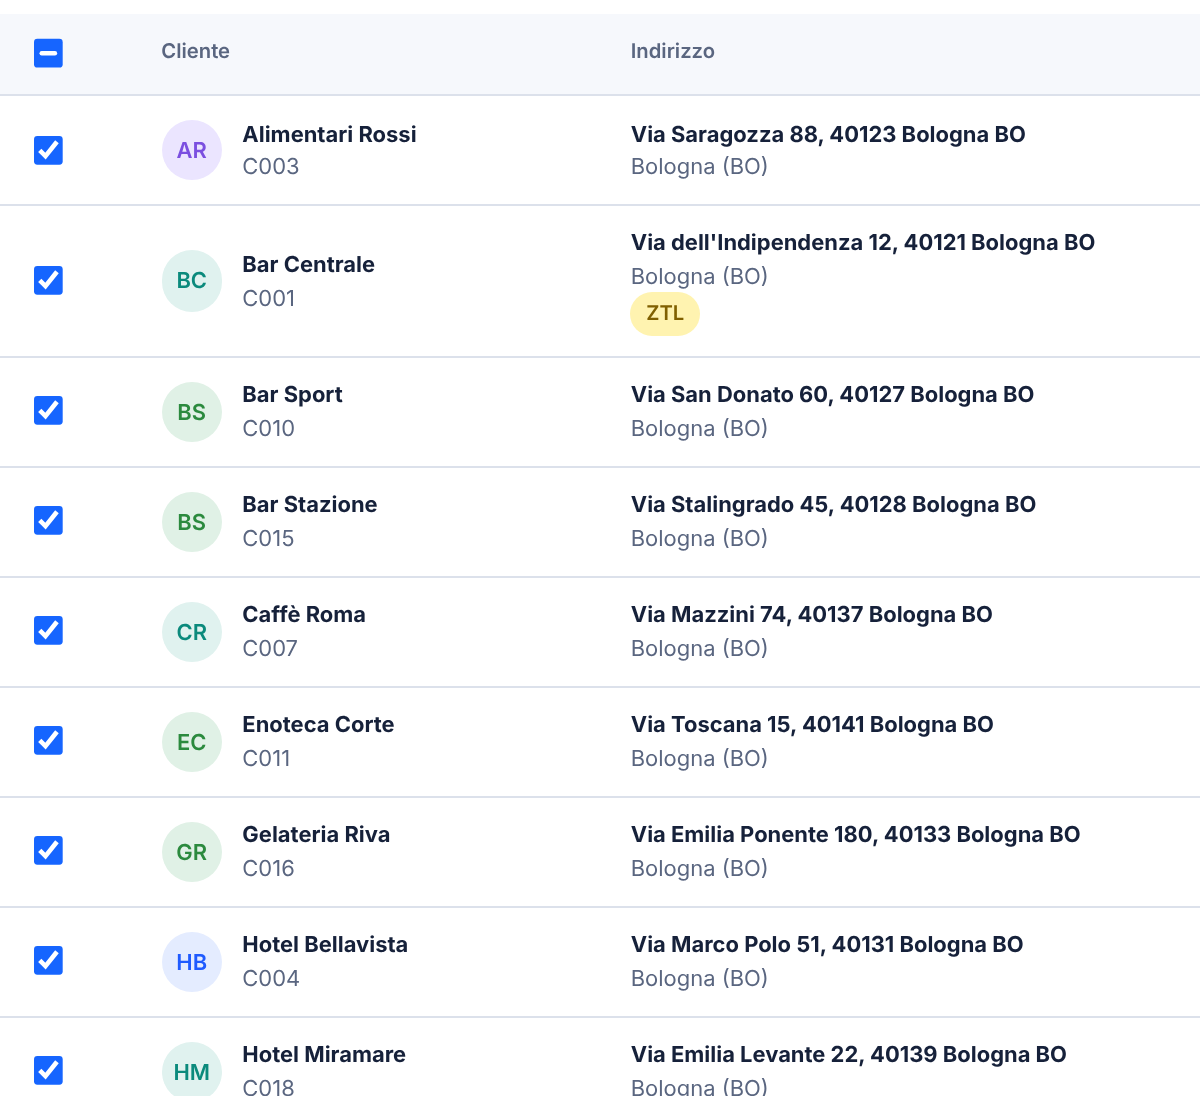 Cliente Indirizzo
AR Alimentari Rossi Via Saragozza 88, 40123 Bologna BO
C003 Bologna (BO)
BC Bar Centrale Via dell'Indipendenza 12, 40121 Bologna BO
C001 Bologna (BO)
ZTL
BS Bar Sport Via San Donato 60, 40127 Bologna BO
C010 Bologna (BO)
BS Bar Stazione Via Stalingrado 45, 40128 Bologna BO
C015 Bologna (BO)
CR Caffè Roma Via Mazzini 74, 40137 Bologna BO
C007 Bologna (BO)
EC Enoteca Corte Via Toscana 15, 40141 Bologna BO
C011 Bologna (BO)
GR Gelateria Riva Via Emilia Ponente 180, 40133 Bologna BO
C016 Bologna (BO)
HB Hotel Bellavista Via Marco Polo 51, 40131 Bologna BO
C004 Bologna (BO)
HM Hotel Miramare Via Emilia Levante 22, 40139 Bologna BO
C018 Bologna (BO)